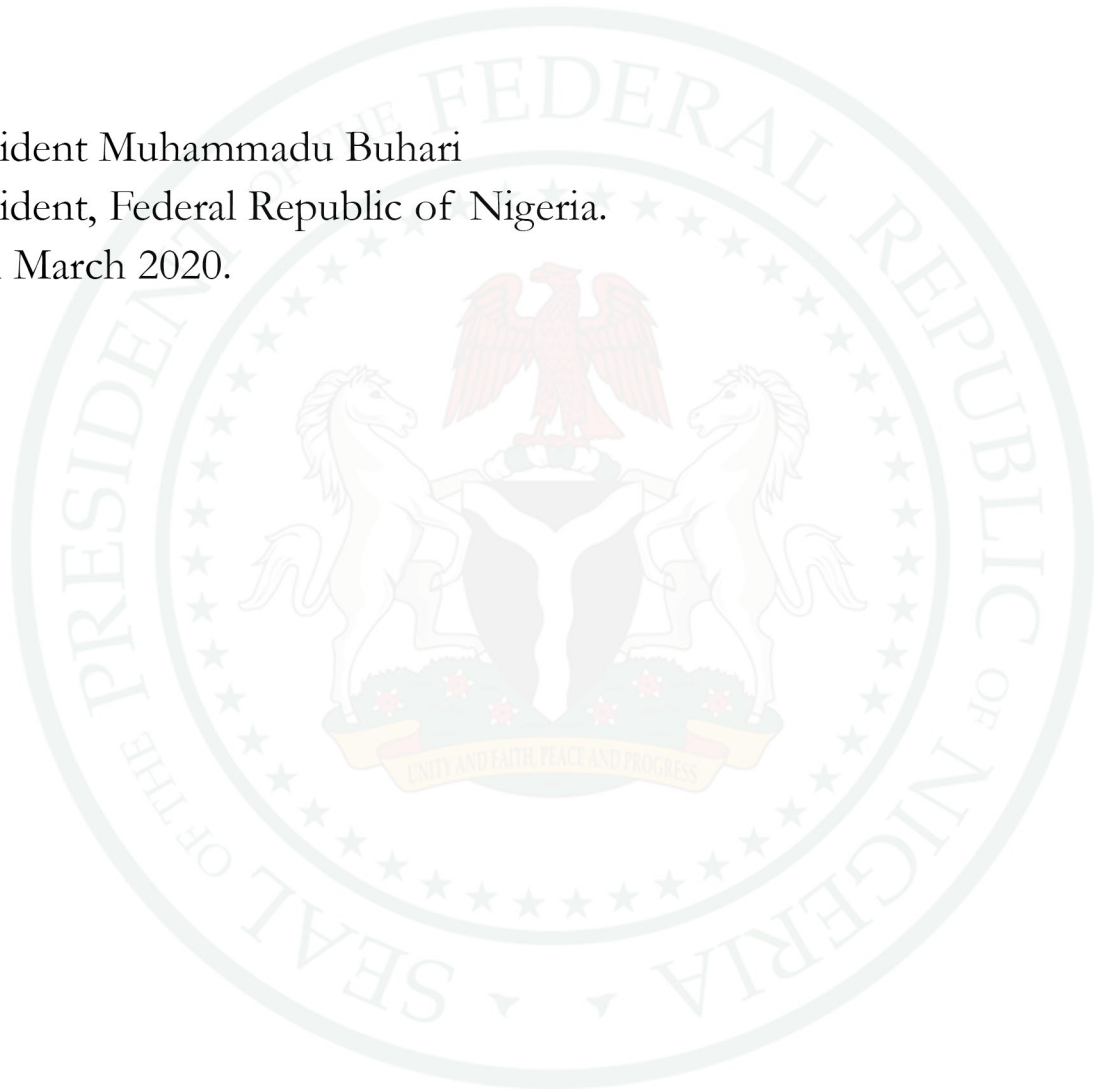 ident Muhammadu Buhari
ident, Federal Republic of Nigeria.
March 2020.
SEAL OF THE PRESIDENT OF THE FEDERAL REPUBLIC OF NIGERIA
UNITY AND FAITH, PEACE AND PROGRESS